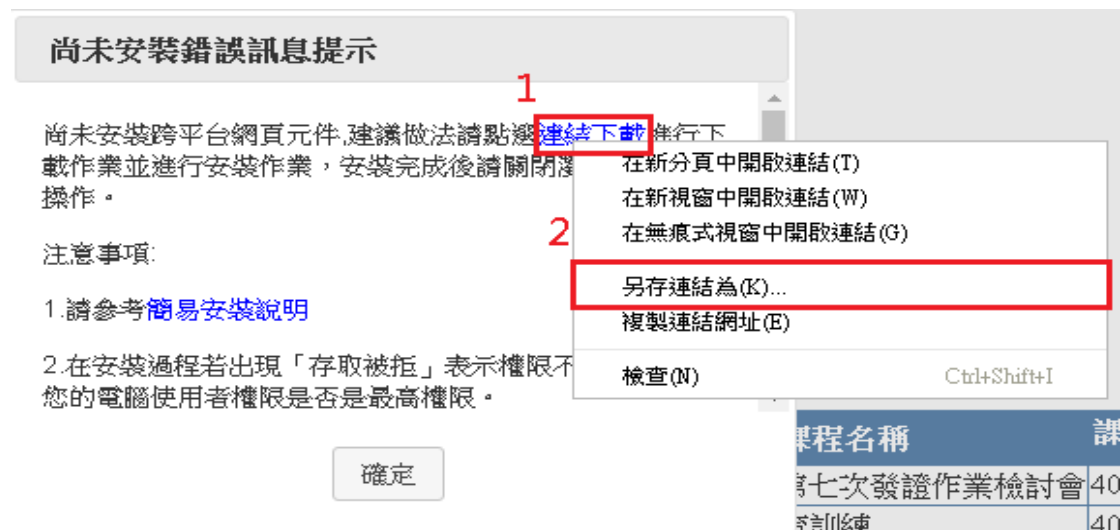 尚未安裝錯誤訊息提示
1
尚未安裝跨平台網頁元件,建議做法請點選連結下載進行下
載作業並進行安裝作業,安裝完成後請關閉
操作。
注意事項:
1.請參考簡易安裝說明
2.在安裝過程若出現「存取被拒」表示權限不
您的電腦使用者權限是否是最高權限。
確定
在新分頁中開啟連結(T)
在新視窗中開啟連結(W)
在無痕式視窗中開啟連結(G)
2
另存連結為(K)...
複製連結網址(E)
檢查(N) Ctrl+Shift+I
課程名稱 課
第七次發證作業檢討會 40
訓練 40